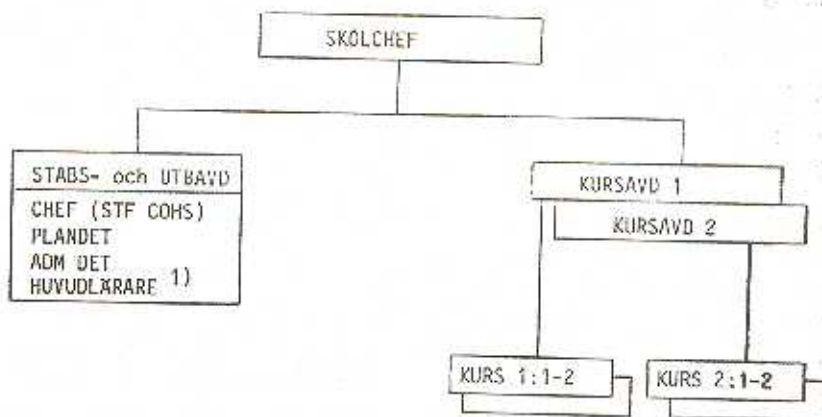 SKOLCHEF
STABS- och UTBAVD
CHEF (STF COHS)
PLANDET
ADM DET
HUVUDLÄRARE 1)
KURSAVD 1
KURSAVD 2
KURS 1:1-2
KURS 2:1-2